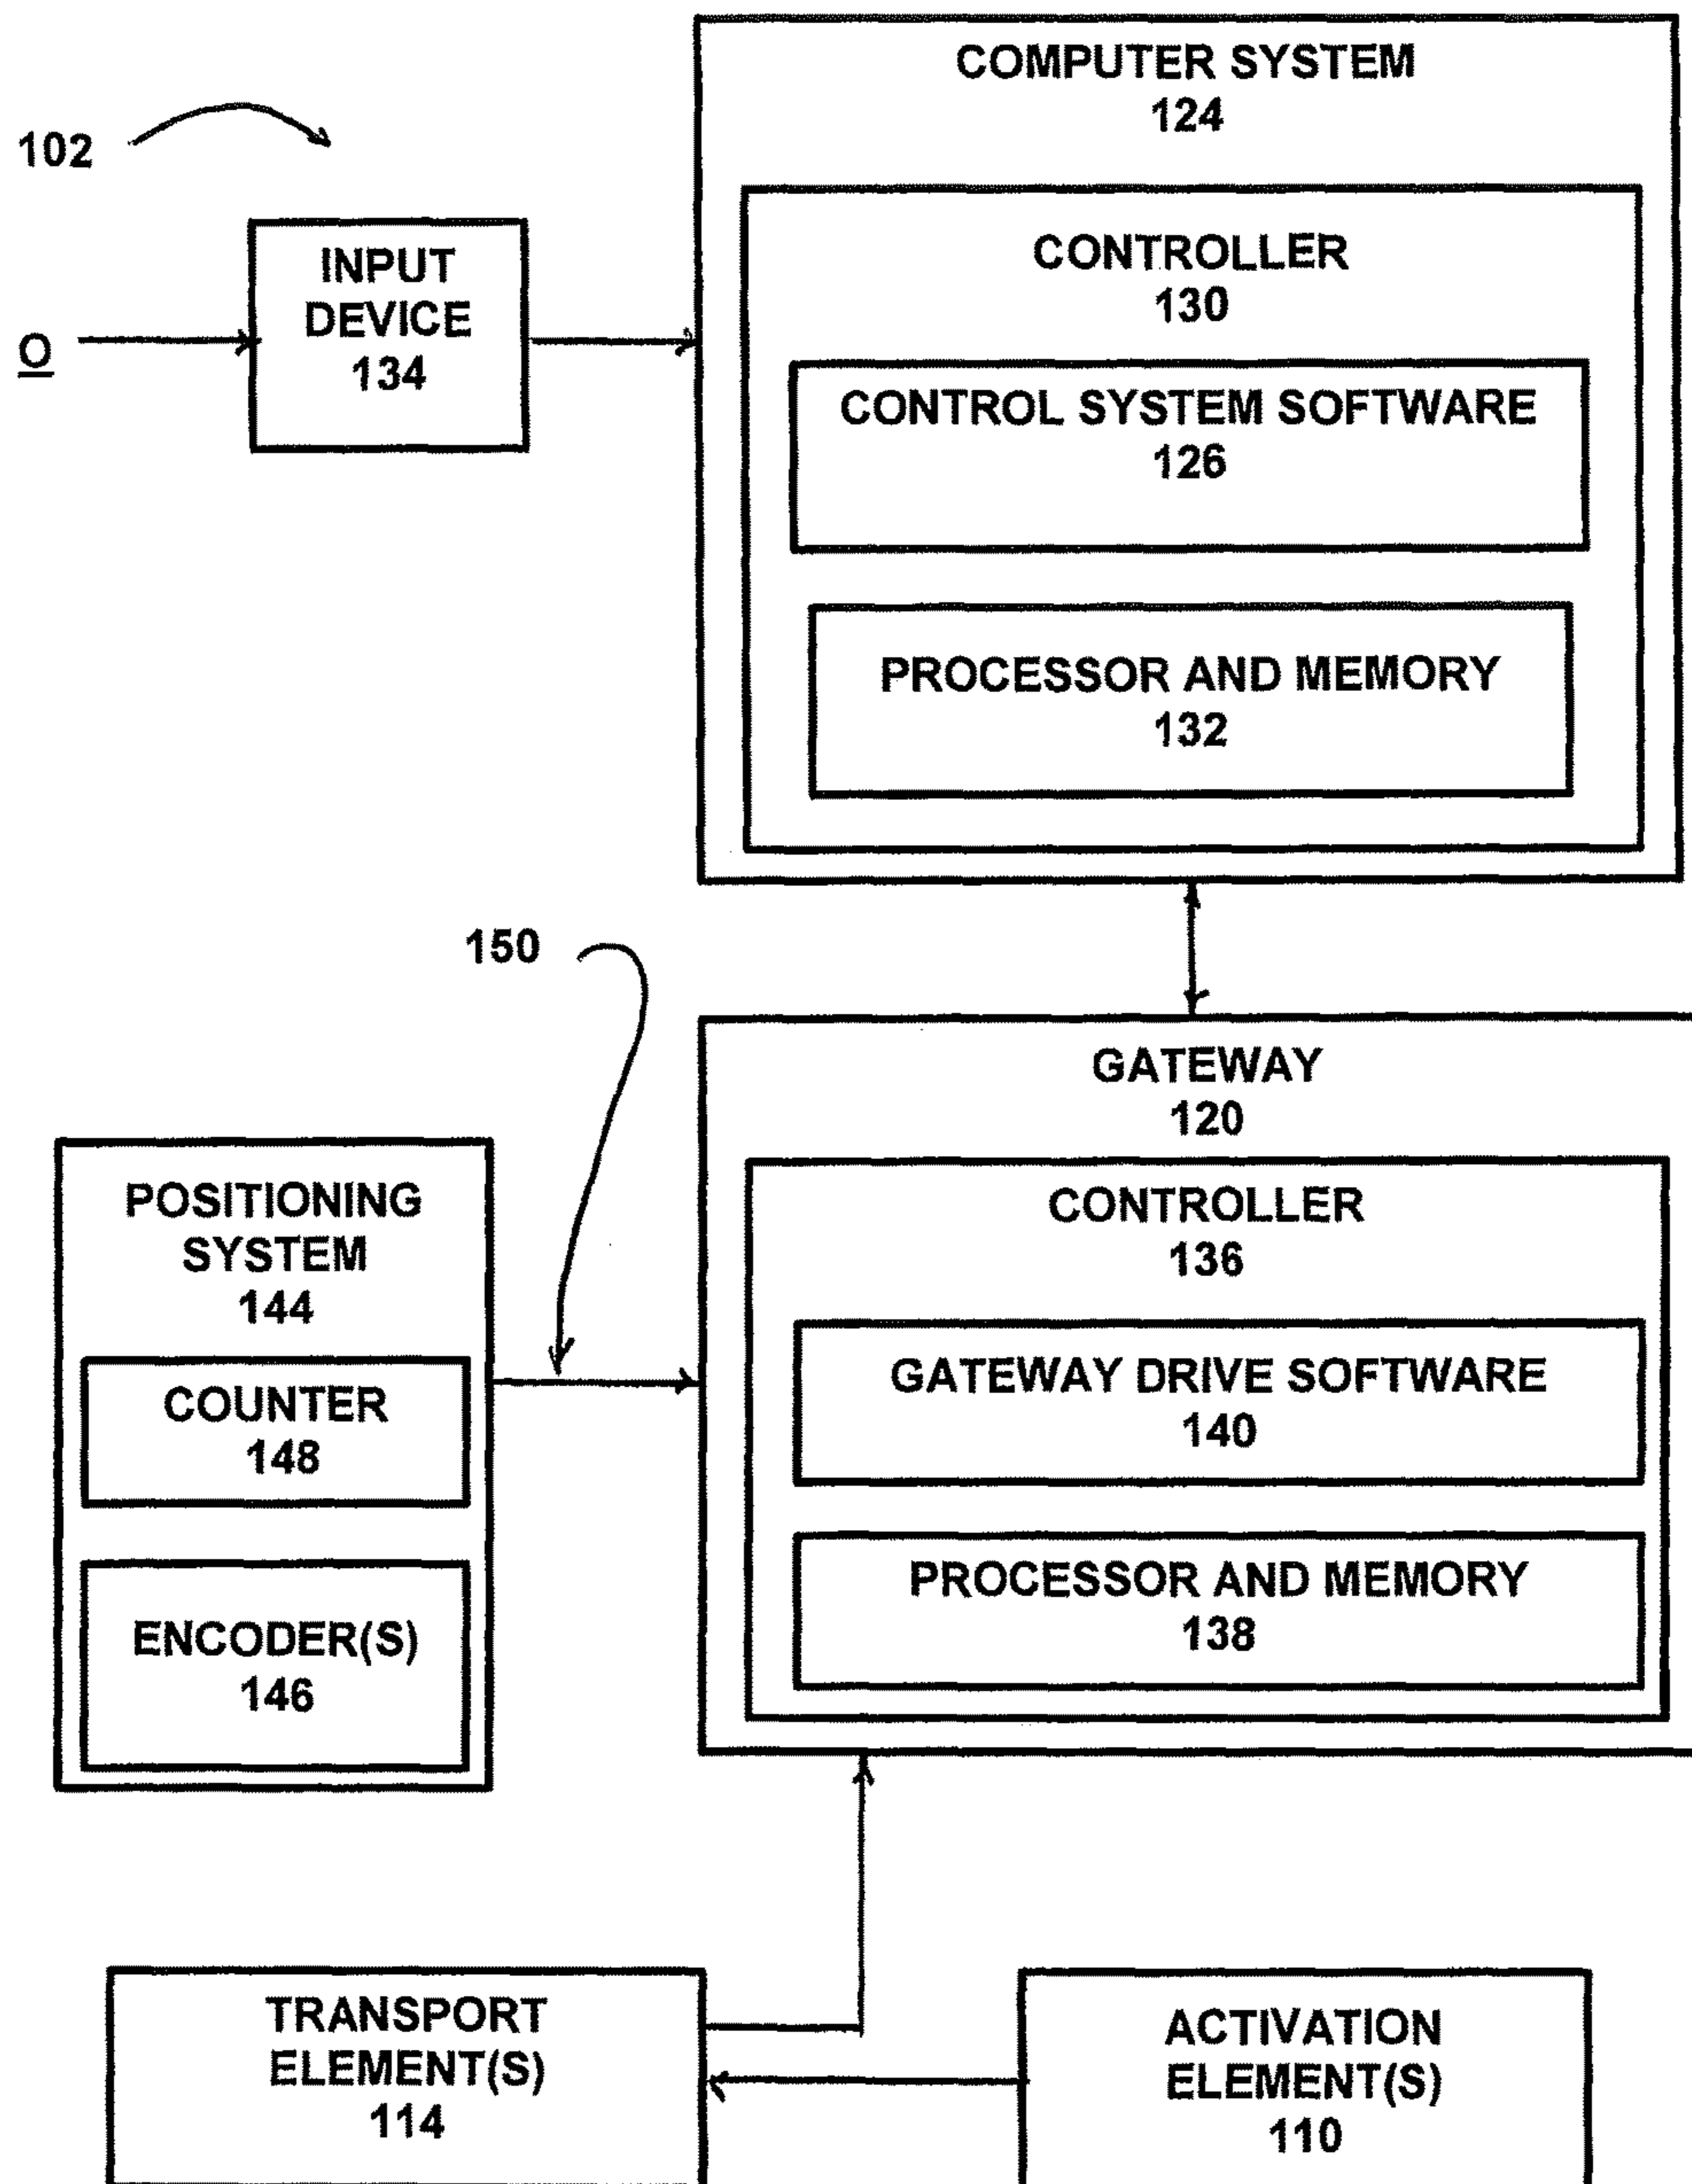 COMPUTER SYSTEM
124
102
CONTROLLER
130
INPUT
DEVICE
134
O
CONTROL SYSTEM SOFTWARE
126
PROCESSOR AND MEMORY
132
150
GATEWAY
120
CONTROLLER
136
POSITIONING
SYSTEM
144
COUNTER
148
ENCODER(S)
146
GATEWAY DRIVE SOFTWARE
140
PROCESSOR AND MEMORY
138
TRANSPORT
ELEMENT(S)
114
ACTIVATION
ELEMENT(S)
110